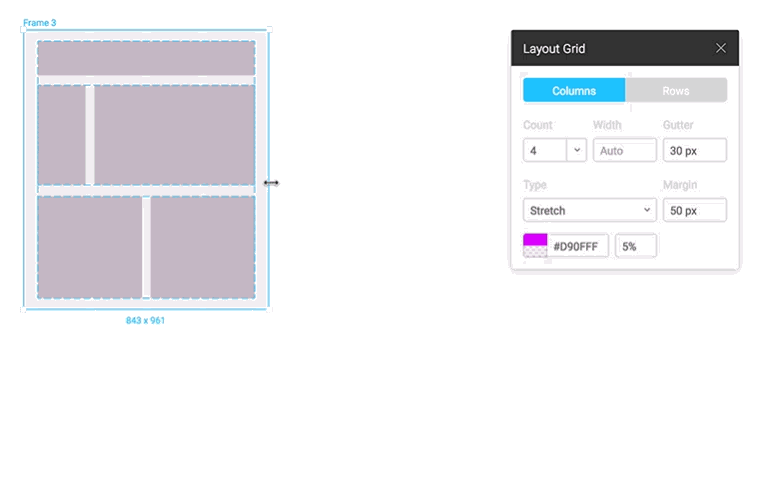 Frame 3
843 x 961
Layout Grid
Columns Rows
Count Width Gutter
4 Auto 30 px
Type Margin
Stretch 50 px
#D90FFF 5%